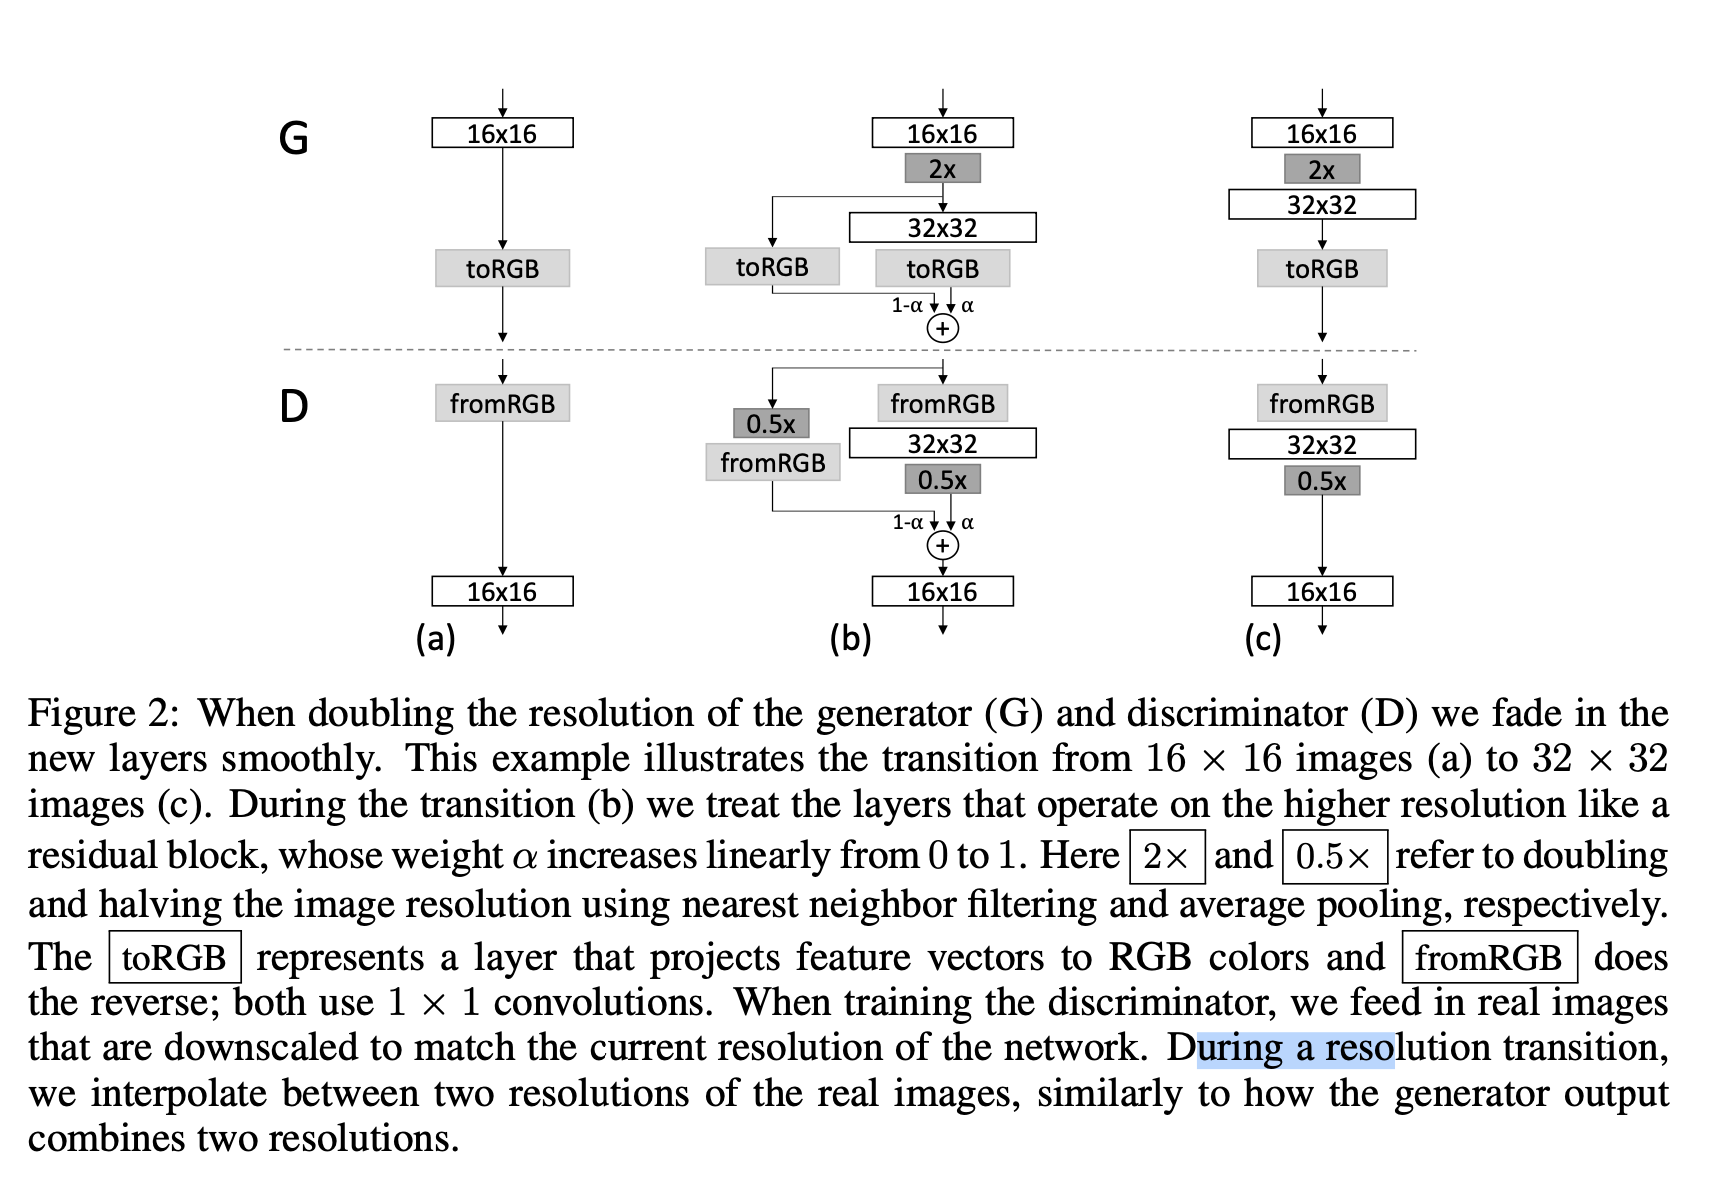 G
16x16
16x16
16x16
2x
2x
32x32
32x32
toRGB
toRGB
toRGB
toRGB
1-α
α
+
D
fromRGB
fromRGB
fromRGB
0.5x
32x32
32x32
fromRGB
0.5x
0.5x
1-α
α
+
16x16
16x16
16x16
(a)
(b)
(c)
Figure 2: When doubling the resolution of the generator (G) and discriminator (D) we fade in the
new layers smoothly. This example illustrates the transition from 16 × 16 images (a) to 32 × 32
images (c). During the transition (b) we treat the layers that operate on the higher resolution like a
residual block, whose weight α increases linearly from 0 to 1. Here 2× and 0.5× refer to doubling
and halving the image resolution using nearest neighbor filtering and average pooling, respectively.
The toRGB represents a layer that projects feature vectors to RGB colors and fromRGB does
the reverse; both use 1 × 1 convolutions. When training the discriminator, we feed in real images
that are downscaled to match the current resolution of the network. During a resolution transition,
we interpolate between two resolutions of the real images, similarly to how the generator output
combines two resolutions.